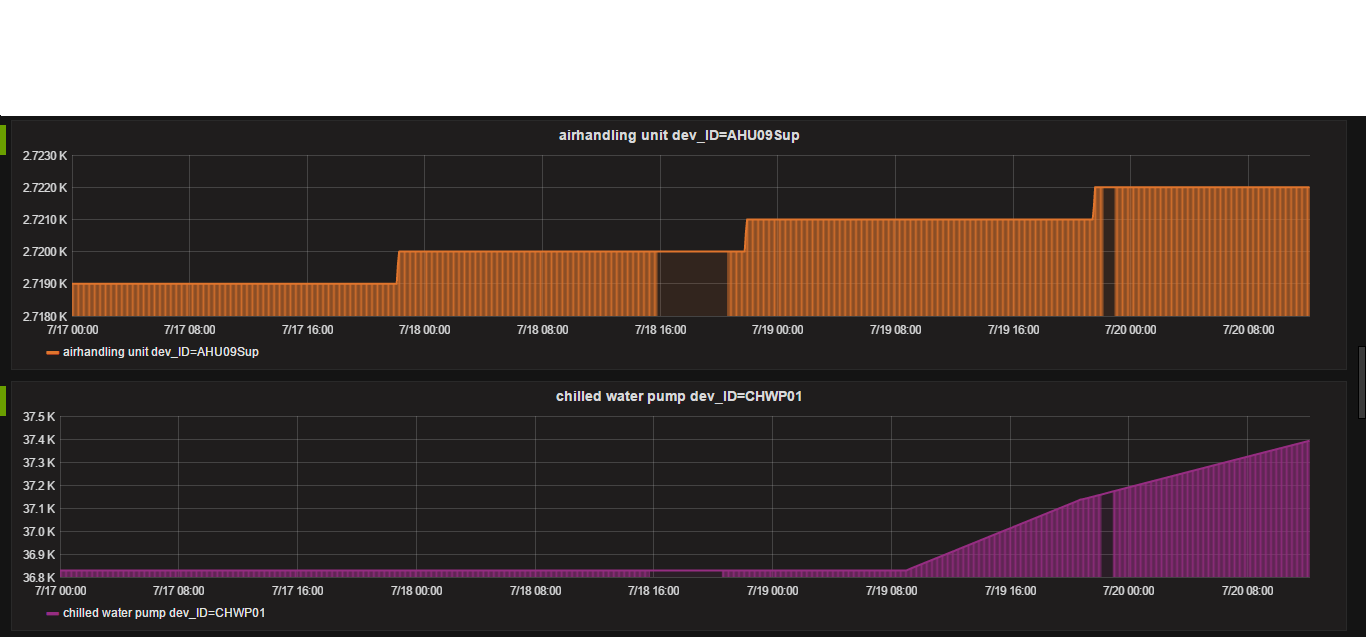 airhandling unit dev_ID=AHU09Sup
2.7230 K
2.7220 K
2.7210 K
2.7200 K
2.7190 K
2.7180 K
7/17 00:00 7/17 08:00 7/17 16:00 7/18 00:00 7/18 08:00 7/18 16:00 7/19 00:00 7/19 08:00 7/19 16:00 7/20 00:00 7/20 08:00
airhandling unit dev_ID=AHU09Sup
chilled water pump dev_ID=CHWP01
37.5 K
37.4 K
37.3 K
37.2 K
37.1 K
37.0 K
36.9 K
36.8 K
7/17 00:00 7/17 08:00 7/17 16:00 7/18 00:00 7/18 08:00 7/18 16:00 7/19 00:00 7/19 08:00 7/19 16:00 7/20 00:00 7/20 08:00
chilled water pump dev_ID=CHWP01